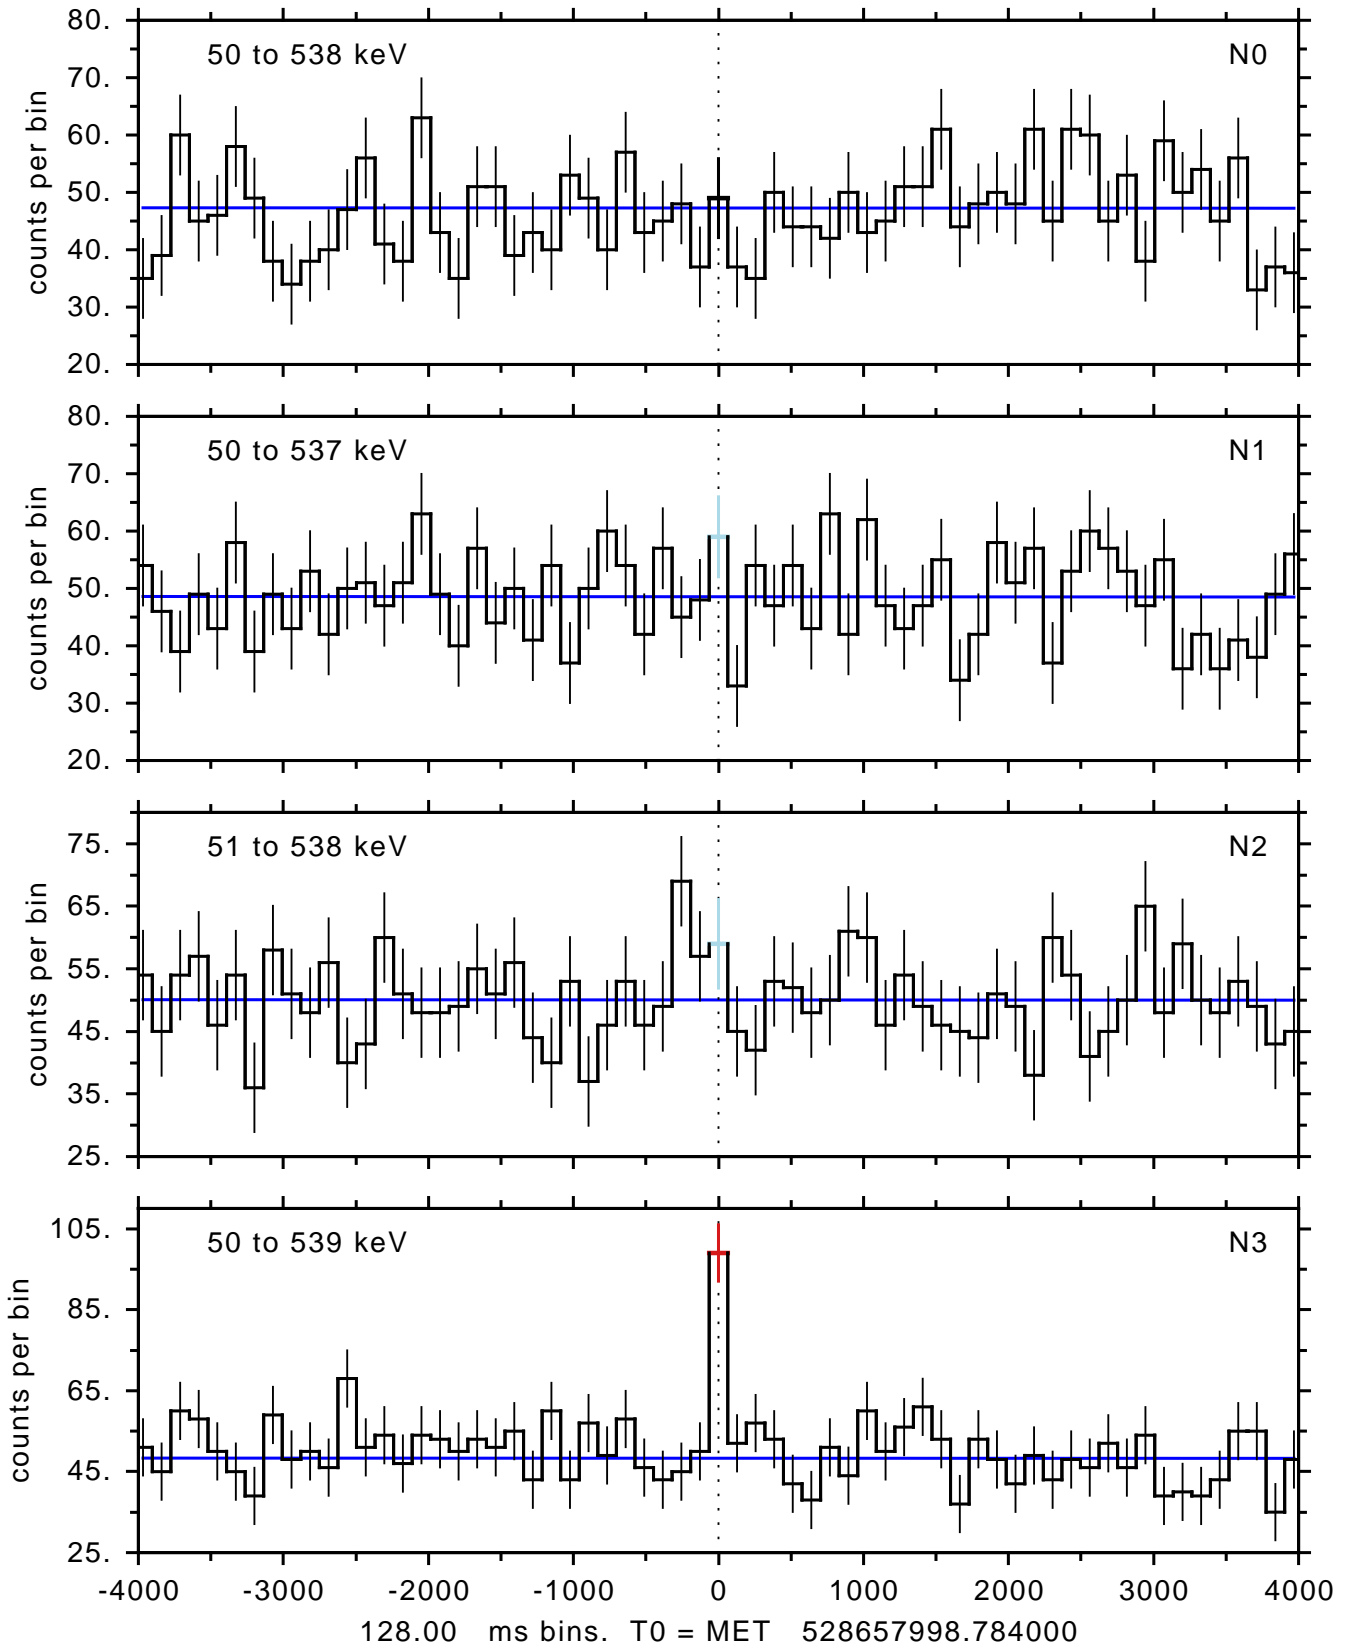 80.
50 to 538 keV N0
70.
60.
50.
40.
30.
20.
counts per bin
80.
50 to 537 keV N1
70.
60.
50.
40.
30.
20.
counts per bin
75.
51 to 538 keV N2
65.
55.
45.
35.
25.
counts per bin
105.
50 to 539 keV N3
85.
65.
45.
25.
counts per bin
-4000 -3000 -2000 -1000 0 1000 2000 3000 4000
128.00 ms bins. T0 = MET 528657998.784000